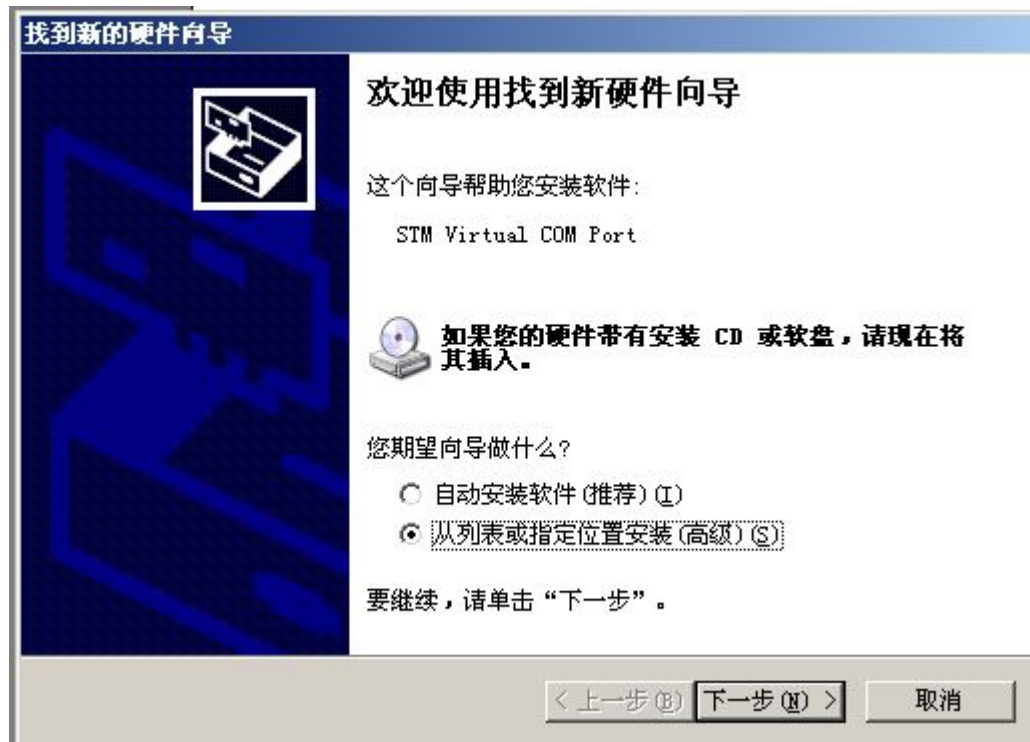 找到新的硬件向导
欢迎使用找到新硬件向导
这个向导帮助您安装软件:
STM Virtual COM Port
如果您的硬件带有安装 CD 或软盘，请现在将
其插入。
您期望向导做什么?
自动安装软件(推荐)(I)
从列表或指定位置安装(高级)(S)
要继续，请单击“下一步”。
< 上一步(B) 下一步(N) > 取消